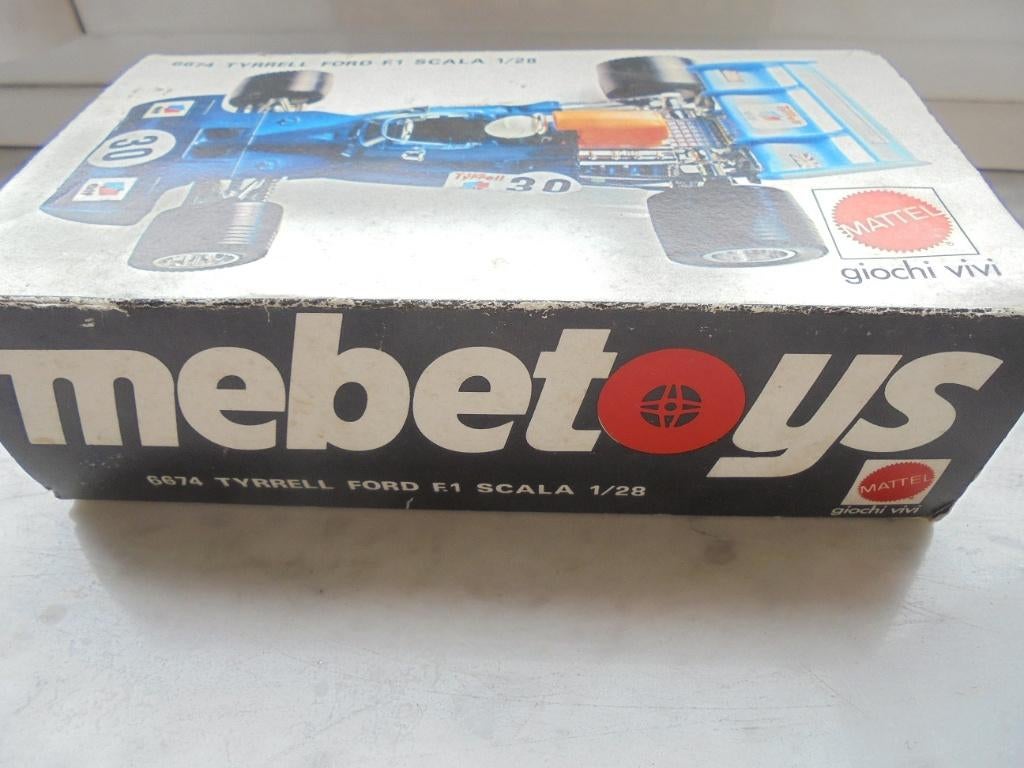 6674 TYRRELL FORD F.1 SCALA 1/28
30
Tyrrell
30
MATTEL
giochi vivi
mebetoys
6674 TYRRELL FORD F.1 SCALA 1/28
MATTEL
giochi vivi